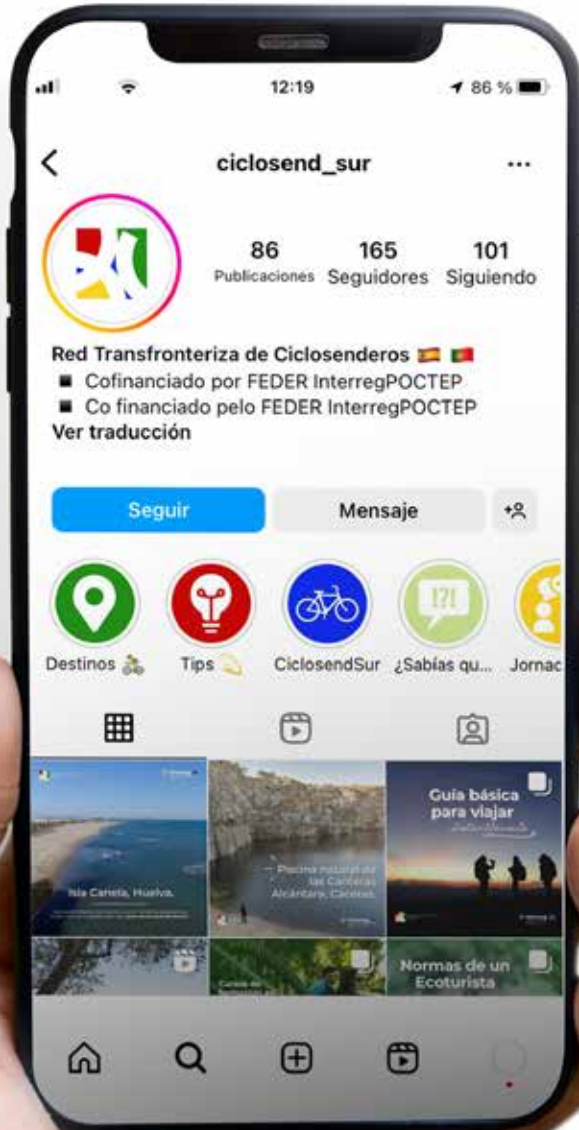 12:19
86 %
ciclosend_sur
86 165 101
Publicaciones Seguidores Siguiendo
Red Transfronteriza de Ciclosenderos
Cofinanciado por FEDER InterregPOCTEP
Co financiado pelo FEDER InterregPOCTEP
Ver traducción
Seguir Mensaje
!?!
Destinos Tips CiclosendSur ¿Sabías qu... Jornac
Isla Canela, Huelva.
Piscina natural de
las Canteras
Alcántara, Cáceres.
Guía básica
para viajar
Normas de un
Ecoturista